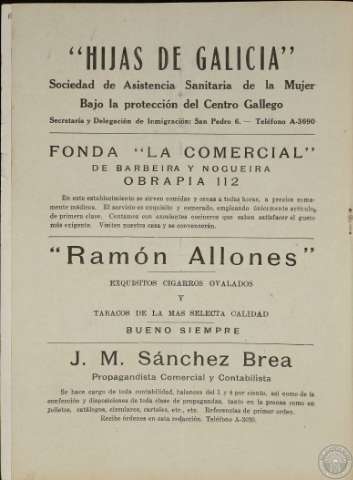 "HIJAS DE GALICIA"
Sociedad de Asistencia Sanitaria de la Mujer
Bajo la protección del Centro Gallego
Secretaría y Delegación de Inmigración: San Pedro 6. — Teléfono A-3690
FONDA "LA COMERCIAL"
DE BARBEIRA Y NOGUEIRA
OBRAPIA 112
En este establecimiento se sirven comidas y cenas a todas horas, a precios suma-
mente módicos. El servicio es exquisito y esmerado, empleando únicamente artículos
de primera clase. Contamos con excelentes cocineros que saben satisfacer el gusto
más exigente. Visiten nuestra casa y se convencerán.
"Ramón Allones"
EXQUISITOS CIGARROS OVALADOS
Y
TABACOS DE LA MAS SELECTA CALIDAD
BUENO SIEMPRE
J. M. Sánchez Brea
Propagandista Comercial y Contabilista
Se hace cargo de toda contabilidad, balances del 1 y 4 por ciento, así como de la
confección y disposiciones de toda clase de propagandas, tanto en la prensa como en
folletos, catálogos, circulares, carteles, etc., etc. Referencias de primer orden.
Recibe órdenes en esta redacción. Teléfono